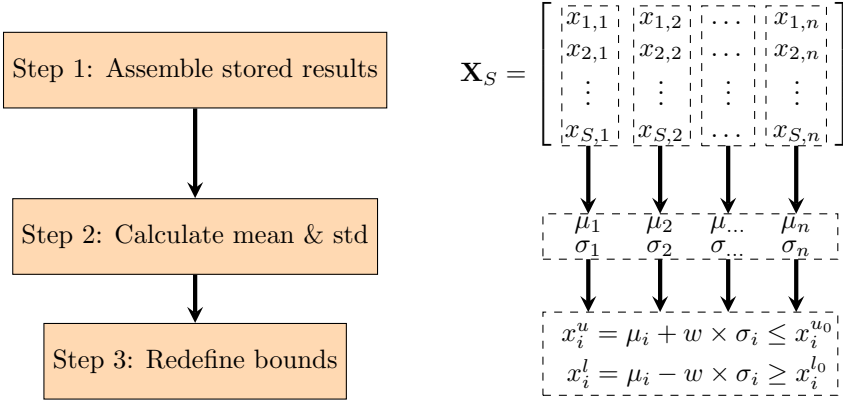 Step 1: Assemble stored results
Step 2: Calculate mean & std
Step 3: Redefine bounds
X_S = [ x_{1,1} x_{1,2} ... x_{1,n}
x_{2,1} x_{2,2} ... x_{2,n}
⋮ ⋮ ⋮ ⋮
x_{S,1} x_{S,2} ... x_{S,n} ]
μ_1 μ_2 μ_{...} μ_n
σ_1 σ_2 σ_{...} σ_n
x_i^u = μ_i + w × σ_i ≤ x_i^{u_0}
x_i^l = μ_i − w × σ_i ≥ x_i^{l_0}